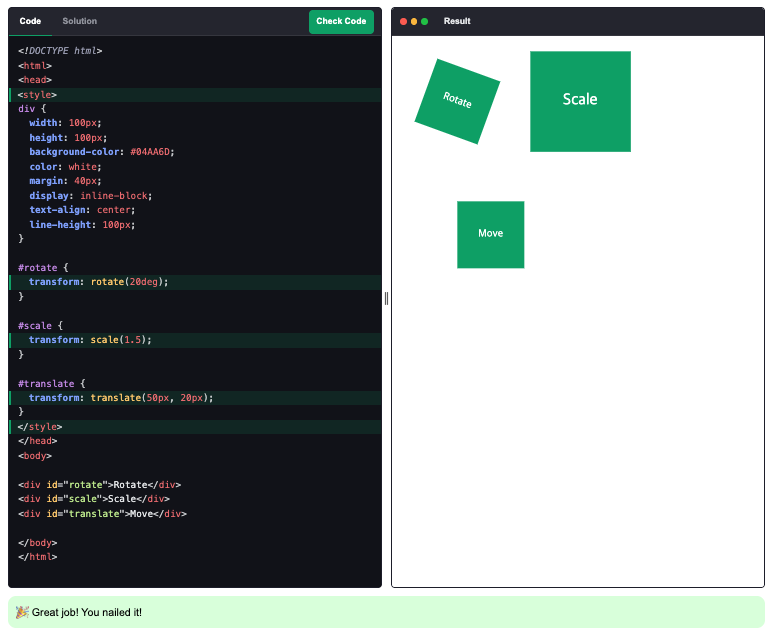 Code Solution Check Code
<!DOCTYPE html>
<html>
<head>
<style>
div {
  width: 100px;
  height: 100px;
  background-color: #04AA6D;
  color: white;
  margin: 40px;
  display: inline-block;
  text-align: center;
  line-height: 100px;
}

#rotate {
  transform: rotate(20deg);
}

#scale {
  transform: scale(1.5);
}

#translate {
  transform: translate(50px, 20px);
}
</style>
</head>
<body>

<div id="rotate">Rotate</div>
<div id="scale">Scale</div>
<div id="translate">Move</div>

</body>
</html>
Result
Rotate
Scale
Move
🎉 Great job! You nailed it!